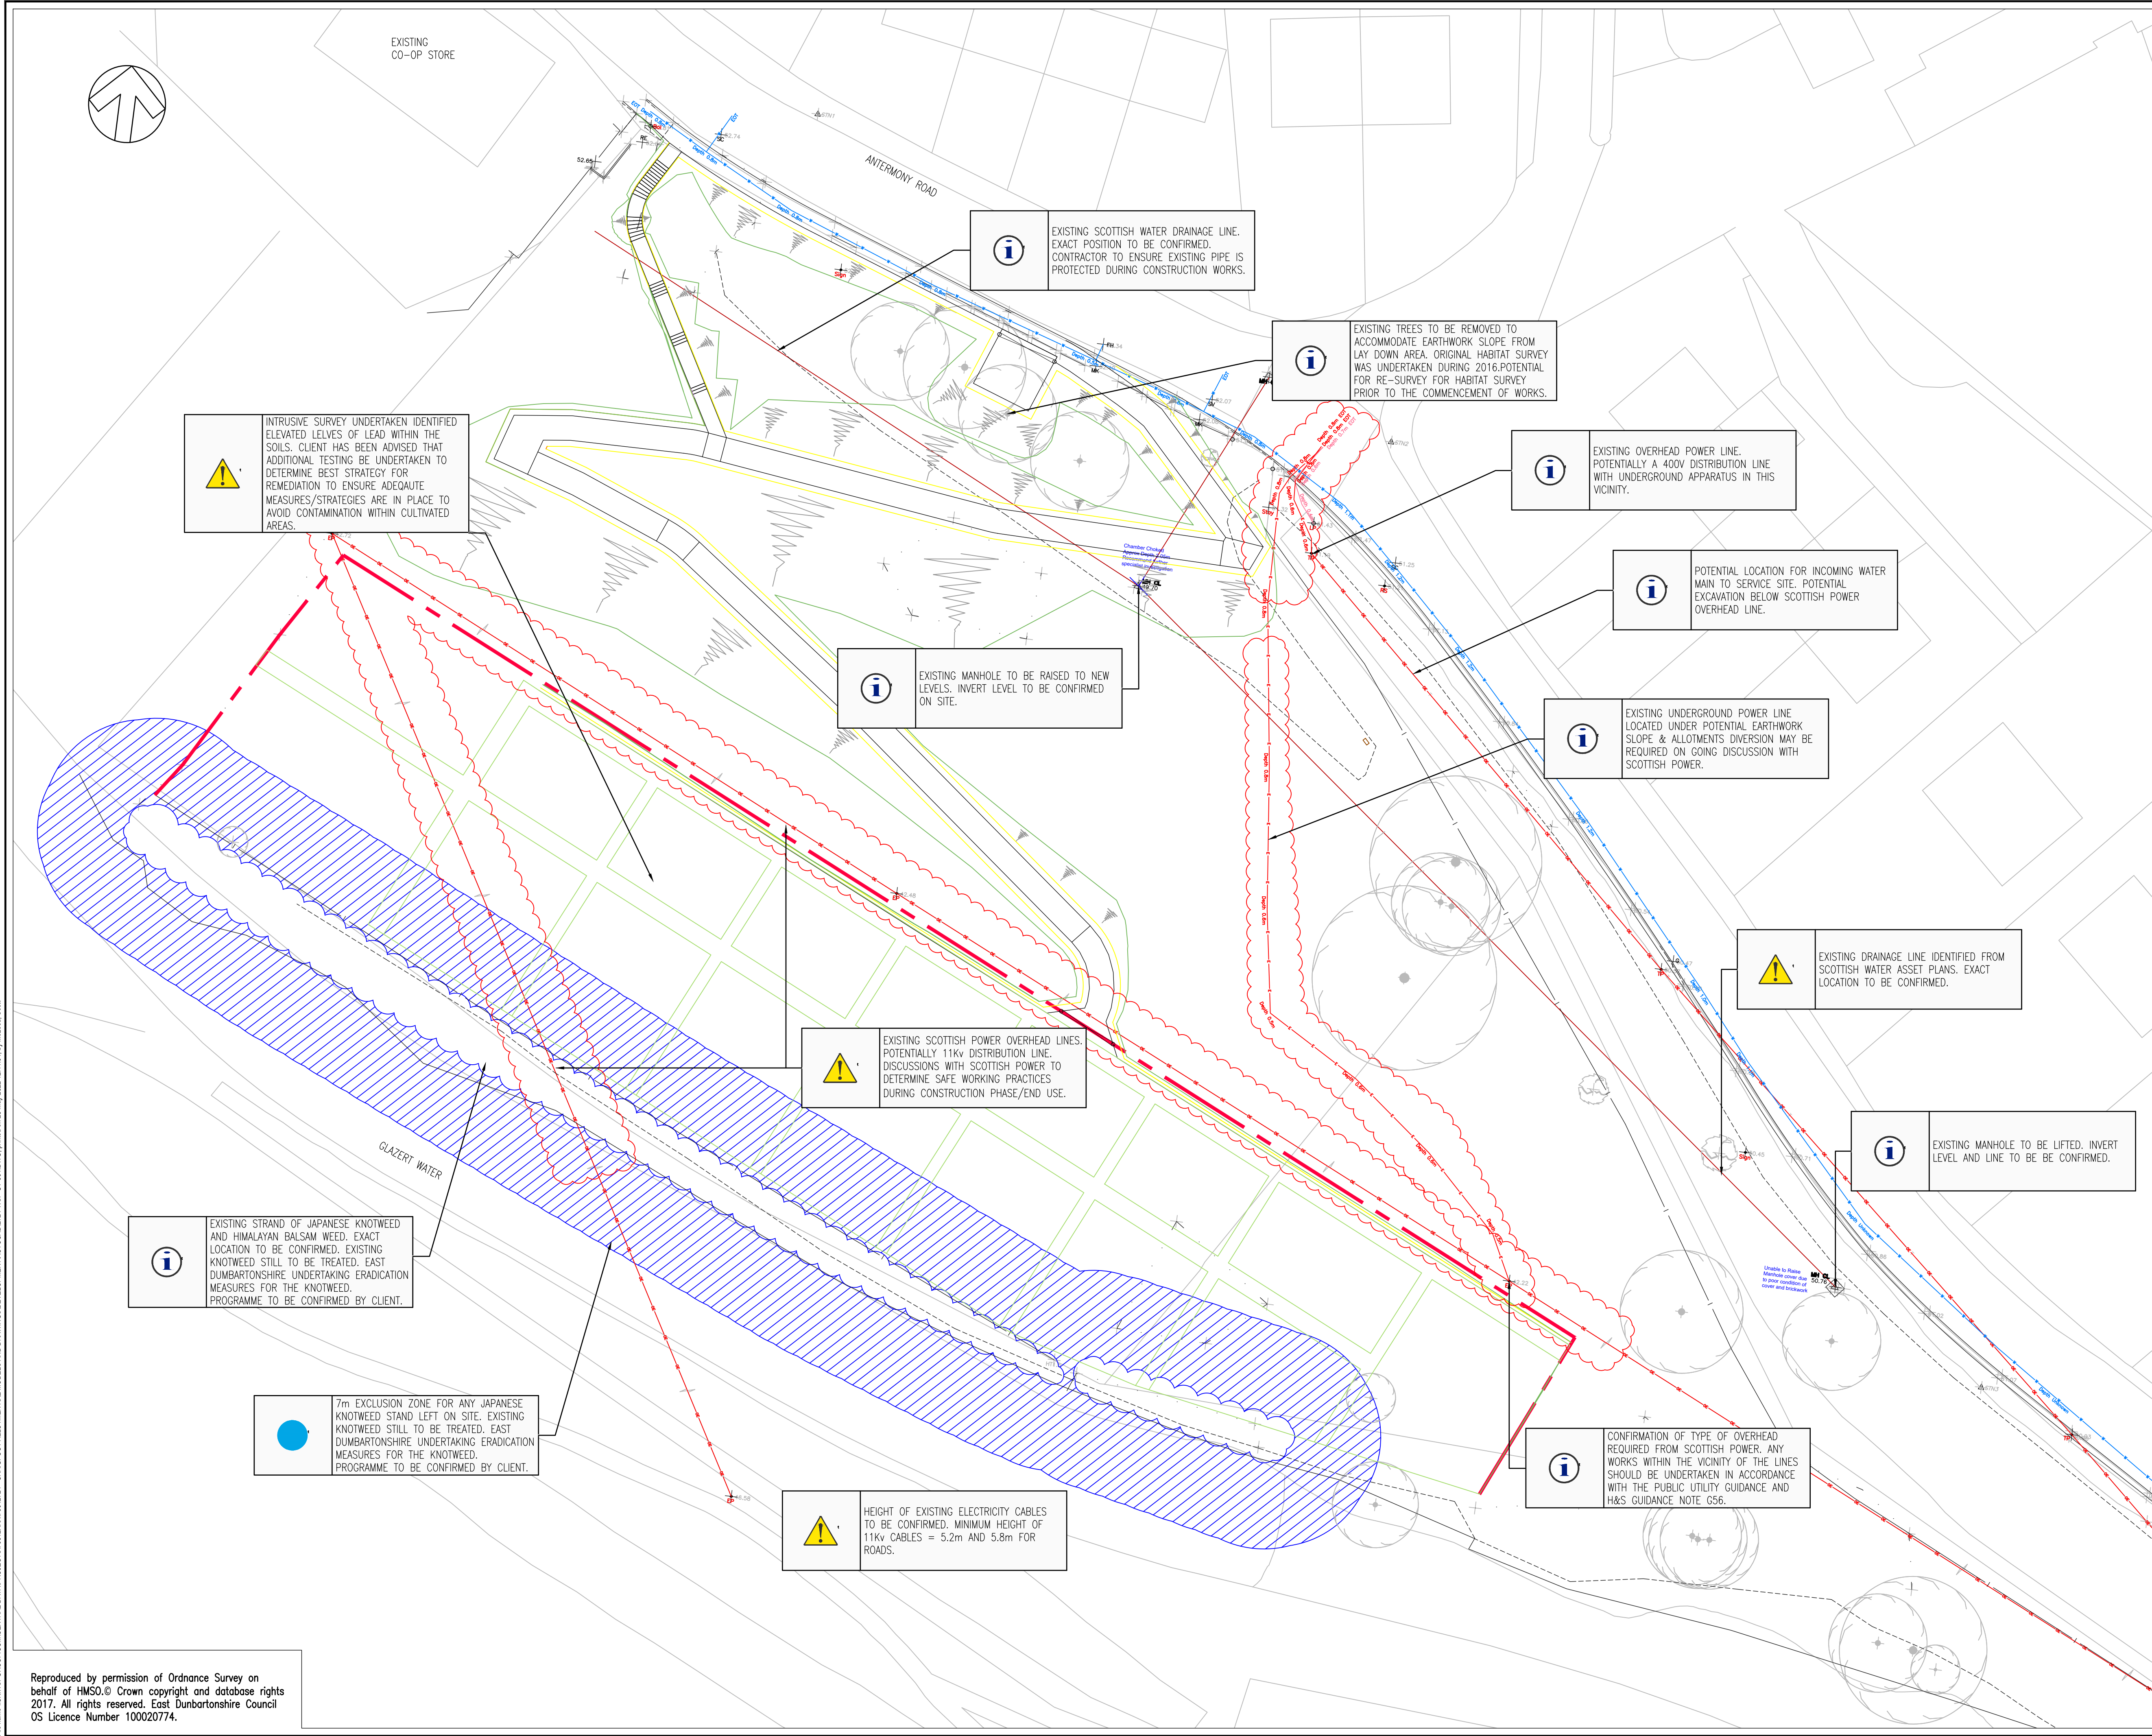 EXISTING
CO-OP STORE
ANTERMONY ROAD
EXISTING SCOTTISH WATER DRAINAGE LINE.
EXACT POSITION TO BE CONFIRMED.
CONTRACTOR TO ENSURE EXISTING PIPE IS
PROTECTED DURING CONSTRUCTION WORKS.
EXISTING TREES TO BE REMOVED TO
ACCOMMODATE EARTHWORK SLOPE FROM
LAY DOWN AREA. ORIGINAL HABITAT SURVEY
WAS UNDERTAKEN DURING 2016.POTENTIAL
FOR RE-SURVEY FOR HABITAT SURVEY
PRIOR TO THE COMMENCEMENT OF WORKS.
INTRUSIVE SURVEY UNDERTAKEN IDENTIFIED
ELEVATED LELVES OF LEAD WITHIN THE
SOILS. CLIENT HAS BEEN ADVISED THAT
ADDITIONAL TESTING BE UNDERTAKEN TO
DETERMINE BEST STRATEGY FOR
REMEDIATION TO ENSURE ADEQAUTE
MEASURES/STRATEGIES ARE IN PLACE TO
AVOID CONTAMINATION WITHIN CULTIVATED
AREAS.
EXISTING OVERHEAD POWER LINE.
POTENTIALLY A 400V DISTRIBUTION LINE
WITH UNDERGROUND APPARATUS IN THIS
VICINITY.
POTENTIAL LOCATION FOR INCOMING WATER
MAIN TO SERVICE SITE. POTENTIAL
EXCAVATION BELOW SCOTTISH POWER
OVERHEAD LINE.
EXISTING MANHOLE TO BE RAISED TO NEW
LEVELS. INVERT LEVEL TO BE CONFIRMED
ON SITE.
EXISTING UNDERGROUND POWER LINE
LOCATED UNDER POTENTIAL EARTHWORK
SLOPE & ALLOTMENTS DIVERSION MAY BE
REQUIRED ON GOING DISCUSSION WITH
SCOTTISH POWER.
EXISTING DRAINAGE LINE IDENTIFIED FROM
SCOTTISH WATER ASSET PLANS. EXACT
LOCATION TO BE CONFIRMED.
EXISTING SCOTTISH POWER OVERHEAD LINES.
POTENTIALLY 11Kv DISTRIBUTION LINE.
DISCUSSIONS WITH SCOTTISH POWER TO
DETERMINE SAFE WORKING PRACTICES
DURING CONSTRUCTION PHASE/END USE.
EXISTING MANHOLE TO BE LIFTED. INVERT
LEVEL AND LINE TO BE BE CONFIRMED.
GLAZERT WATER
EXISTING STRAND OF JAPANESE KNOTWEED
AND HIMALAYAN BALSAM WEED. EXACT
LOCATION TO BE CONFIRMED. EXISTING
KNOTWEED STILL TO BE TREATED. EAST
DUMBARTONSHIRE UNDERTAKING ERADICATION
MEASURES FOR THE KNOTWEED.
PROGRAMME TO BE CONFIRMED BY CLIENT.
Unable to Raise
Manhole cover due
to poor condition of
cover and brickwork
MH CL
50.76
7m EXCLUSION ZONE FOR ANY JAPANESE
KNOTWEED STAND LEFT ON SITE. EXISTING
KNOTWEED STILL TO BE TREATED. EAST
DUMBARTONSHIRE UNDERTAKING ERADICATION
MEASURES FOR THE KNOTWEED.
PROGRAMME TO BE CONFIRMED BY CLIENT.
CONFIRMATION OF TYPE OF OVERHEAD
REQUIRED FROM SCOTTISH POWER. ANY
WORKS WITHIN THE VICINITY OF THE LINES
SHOULD BE UNDERTAKEN IN ACCORDANCE
WITH THE PUBLIC UTILITY GUIDANCE AND
H&S GUIDANCE NOTE G56.
HEIGHT OF EXISTING ELECTRICITY CABLES
TO BE CONFIRMED. MINIMUM HEIGHT OF
11Kv CABLES = 5.2m AND 5.8m FOR
ROADS.
Reproduced by permission of Ordnance Survey on
behalf of HMSO.© Crown copyright and database rights
2017. All rights reserved. East Dunbartonshire Council
OS Licence Number 100020774.